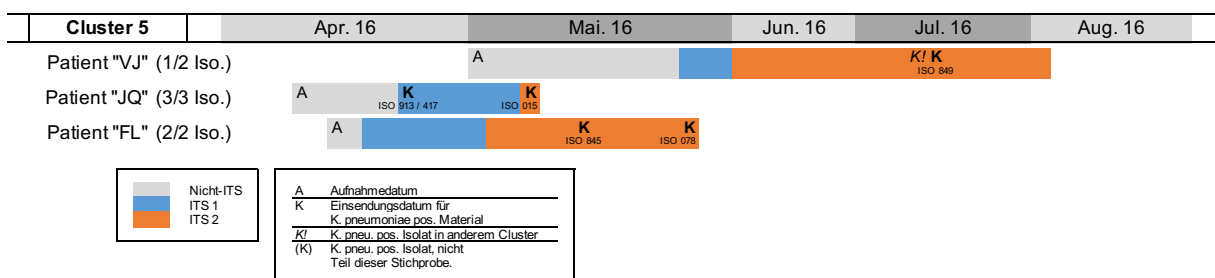 Cluster 5 Apr. 16 Mai. 16 Jun. 16 Jul. 16 Aug. 16
Patient "VJ" (1/2 Iso.) A K! K
ISO 849
Patient "JQ" (3/3 Iso.) A K K
ISO 913 / 417 ISO 015
Patient "FL" (2/2 Iso.) A K K
ISO 845 ISO 078
Nicht-ITS
ITS 1
ITS 2
A Aufnahmedatum
K Einsendungsdatum für
K. pneumoniae pos. Material
K! K. pneu. pos. Isolat in anderem Cluster
(K) K. pneu. pos. Isolat, nicht
Teil dieser Stichprobe.